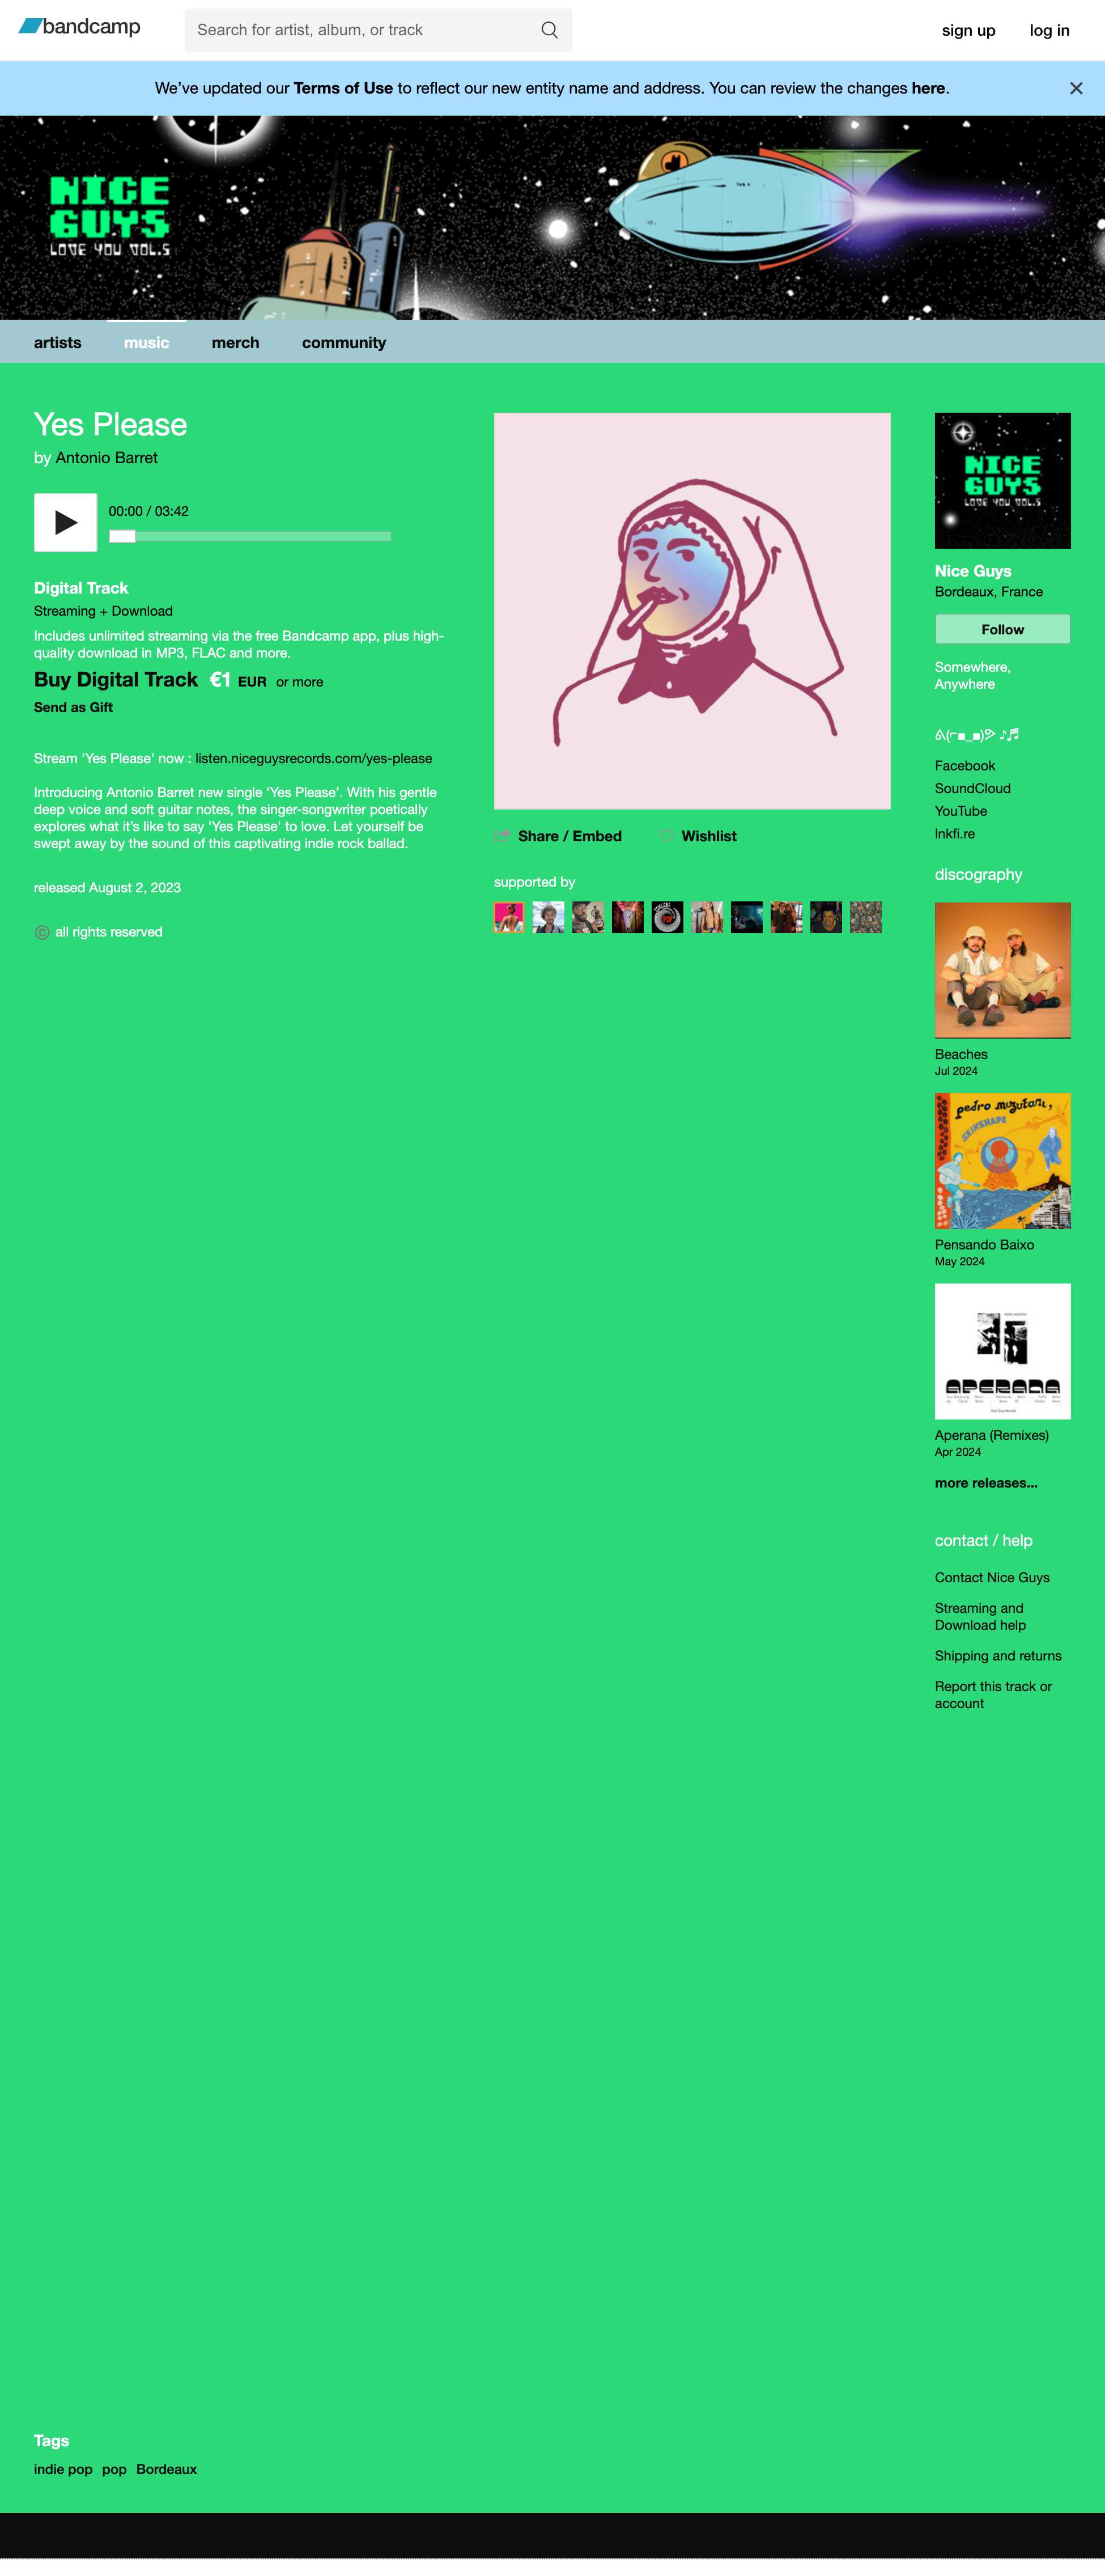 bandcamp
Search for artist, album, or track
sign up
log in
We've updated our Terms of Use to reflect our new entity name and address. You can review the changes here.
NICE
GUYS
LOVE YOU VOL.5
artists
music
merch
community
Yes Please
by Antonio Barret
00:00 / 03:42
Digital Track
Streaming + Download
Includes unlimited streaming via the free Bandcamp app, plus high-
quality download in MP3, FLAC and more.
Buy Digital Track €1 EUR or more
Send as Gift
Stream 'Yes Please' now : listen.niceguysrecords.com/yes-please
Introducing Antonio Barret new single ‘Yes Please’. With his gentle
deep voice and soft guitar notes, the singer-songwriter poetically
explores what it’s like to say 'Yes Please' to love. Let yourself be
swept away by the sound of this captivating indie rock ballad.
released August 2, 2023
© all rights reserved
Share / Embed
Wishlist
supported by
NICE
GUYS
LOVE YOU VOL.5
Nice Guys
Bordeaux, France
Follow
Somewhere,
Anywhere
ᕕ(⌐■_■)ᕗ ♪♬
Facebook
SoundCloud
YouTube
lnkfi.re
discography
Beaches
Jul 2024
pedro mizutani,
SKINSHAPE
Pensando Baixo
May 2024
APERANA
Aperana (Remixes)
Apr 2024
more releases...
contact / help
Contact Nice Guys
Streaming and
Download help
Shipping and returns
Report this track or
account
Tags
indie pop pop Bordeaux